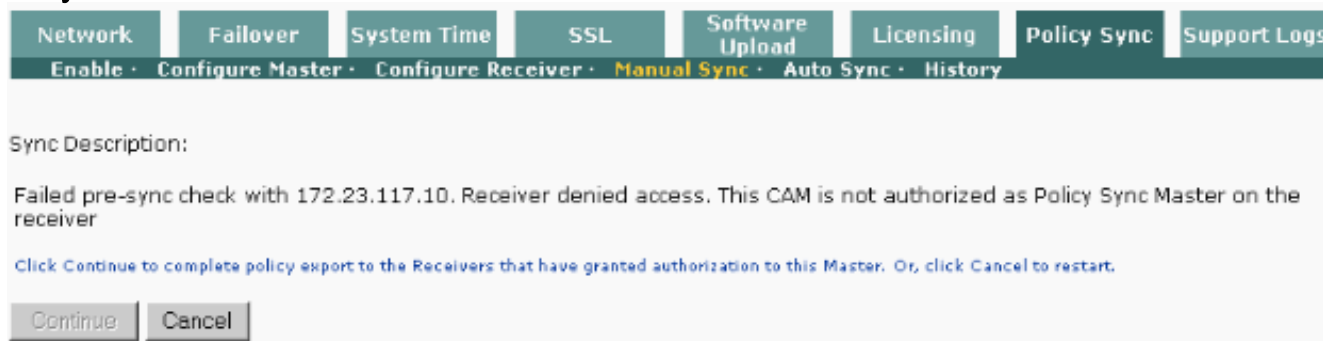 Network Failover System Time SSL Software Upload Licensing Policy Sync Support Logs
Enable · Configure Master · Configure Receiver · Manual Sync · Auto Sync · History
Sync Description:
Failed pre-sync check with 172.23.117.10. Receiver denied access. This CAM is not authorized as Policy Sync Master on the
receiver
Click Continue to complete policy export to the Receivers that have granted authorization to this Master. Or, click Cancel to restart.
Continue Cancel